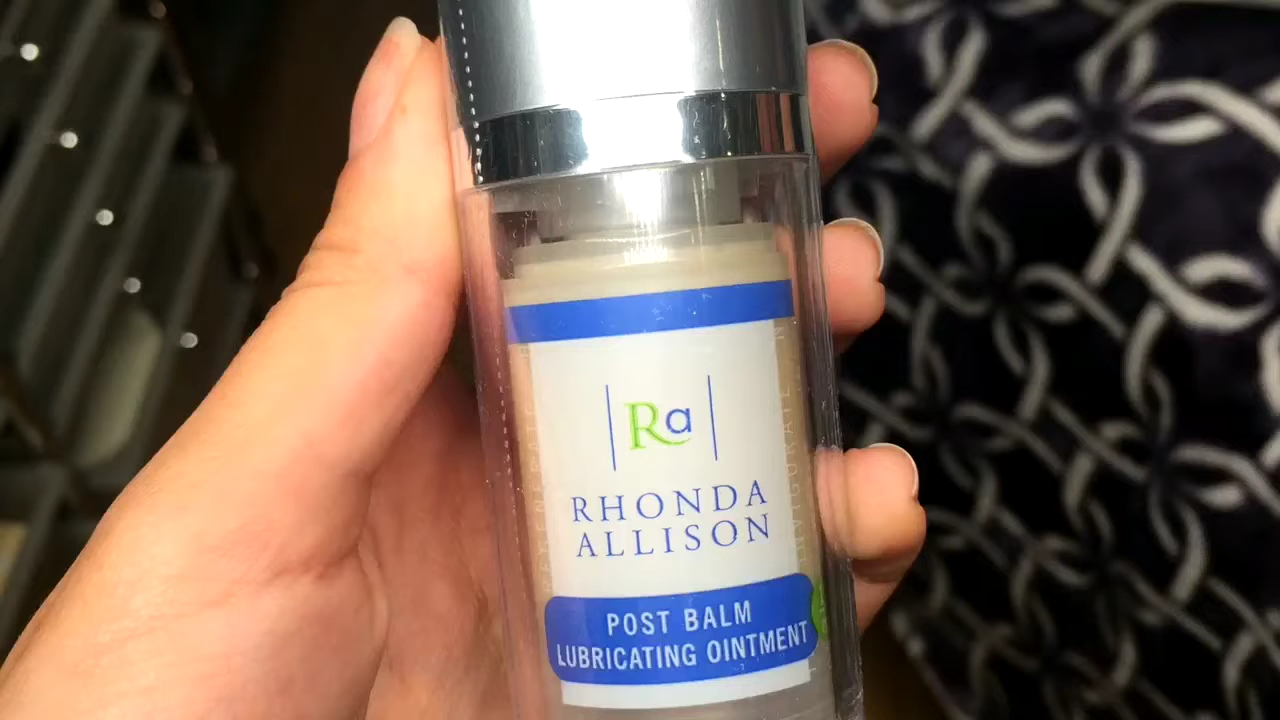 Ra
RHONDA
ALLISON
POST BALM
LUBRICATING OINTMENT